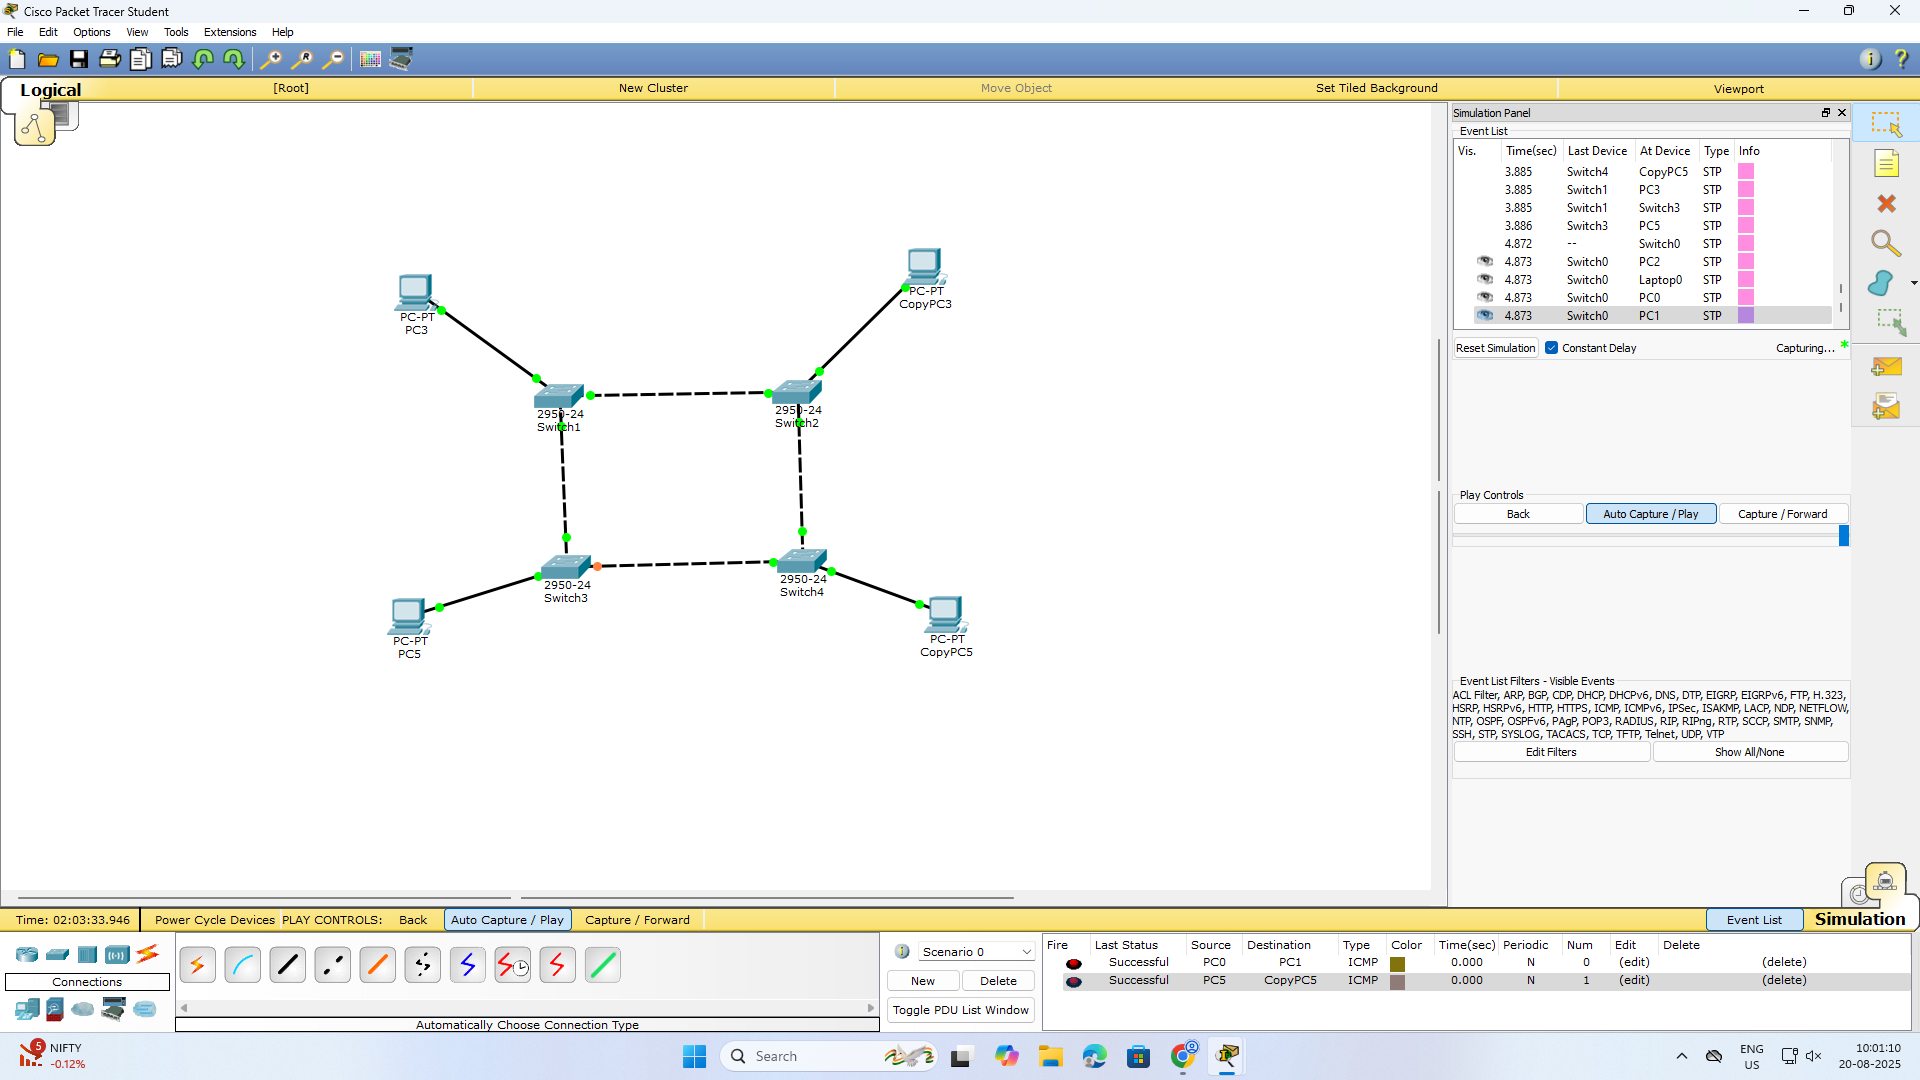 Cisco Packet Tracer Student
File Edit Options View Tools Extensions Help
Logical [Root] New Cluster Move Object Set Tiled Background Viewport
Simulation Panel
Event List
Vis. Time(sec) Last Device At Device Type Info
3.885 Switch4 CopyPC5 STP
3.885 Switch1 PC3 STP
3.885 Switch1 Switch3 STP
3.886 Switch3 PC5 STP
4.872 -- Switch0 STP
4.873 Switch0 PC2 STP
4.873 Switch0 Laptop0 STP
4.873 Switch0 PC0 STP
4.873 Switch0 PC1 STP
Reset Simulation Constant Delay Capturing... *
PC-PT
CopyPC3
PC-PT
PC3
2950-24
Switch1
2950-24
Switch2
2950-24
Switch3
2950-24
Switch4
PC-PT
PC5
PC-PT
CopyPC5
Play Controls
Back Auto Capture / Play Capture / Forward
Event List Filters - Visible Events
ACL Filter, ARP, BGP, CDP, DHCP, DHCPv6, DNS, DTP, EIGRP, EIGRPv6, FTP, H.323,
HSRP, HSRPv6, HTTP, HTTPS, ICMP, ICMPv6, IPSec, ISAKMP, LACP, NDP, NETFLOW,
NTP, OSPF, OSPFv6, PAgP, POP3, RADIUS, RIP, RIPng, RTP, SCCP, SMTP, SNMP,
SSH, STP, SYSLOG, TACACS, TCP, TFTP, Telnet, UDP, VTP
Edit Filters Show All/None
Time: 02:03:33.946 Power Cycle Devices PLAY CONTROLS: Back Auto Capture / Play Capture / Forward Event List Simulation
Connections
Automatically Choose Connection Type
Scenario 0
New Delete
Toggle PDU List Window
Fire Last Status Source Destination Type Color Time(sec) Periodic Num Edit Delete
Successful PC0 PC1 ICMP 0.000 N 0 (edit) (delete)
Successful PC5 CopyPC5 ICMP 0.000 N 1 (edit) (delete)
5 NIFTY
-0.12%
Search
ENG
US
10:01:10
20-08-2025